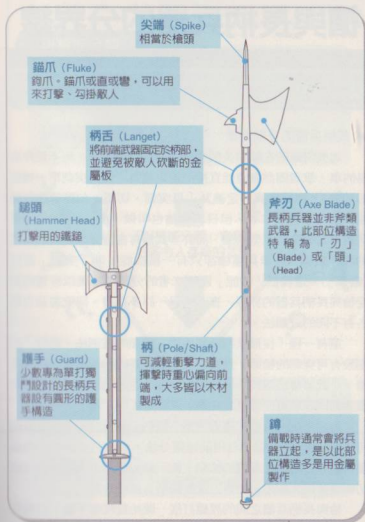 尖端（Spike）
相當於槍頭
錨爪（Fluke）
鉤爪。錨爪或直或彎，可以用
來打擊、勾掛敵人
柄舌（Langet）
將前端武器固定於柄部，
並避免被敵人砍斷的金
屬板
斧刃（Axe Blade）
長柄兵器並非斧類
武器，此部位構造
特稱為「刃」
（Blade）或「頭」
（Head）
鎚頭
（Hammer Head）
打擊用的鐵鎚
護手（Guard）
少數專為單打獨
鬥設計的長柄兵
器設有圓形的護
手構造
柄（Pole/Shaft）
可減輕衝擊力道，
揮擊時重心偏向前
端，大多皆以木材
製成
鐏
備戰時通常會將兵
器立起，是以此部
位構造多是用金屬
製作